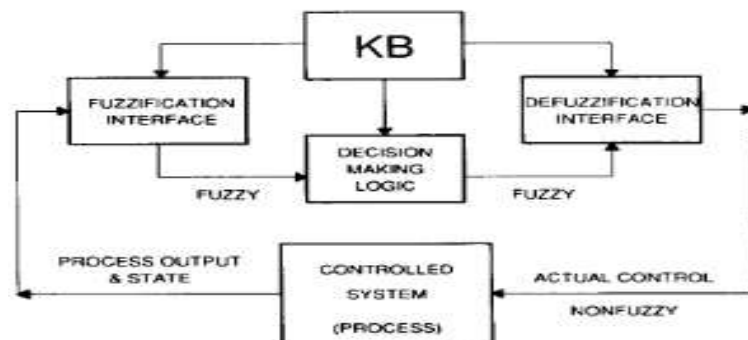 KB
FUZZIFICATION
INTERFACE
DEFUZZIFICATION
INTERFACE
DECISION
MAKING
LOGIC
FUZZY
FUZZY
PROCESS OUTPUT
& STATE
CONTROLLED
SYSTEM
(PROCESS)
ACTUAL CONTROL
NONFUZZY